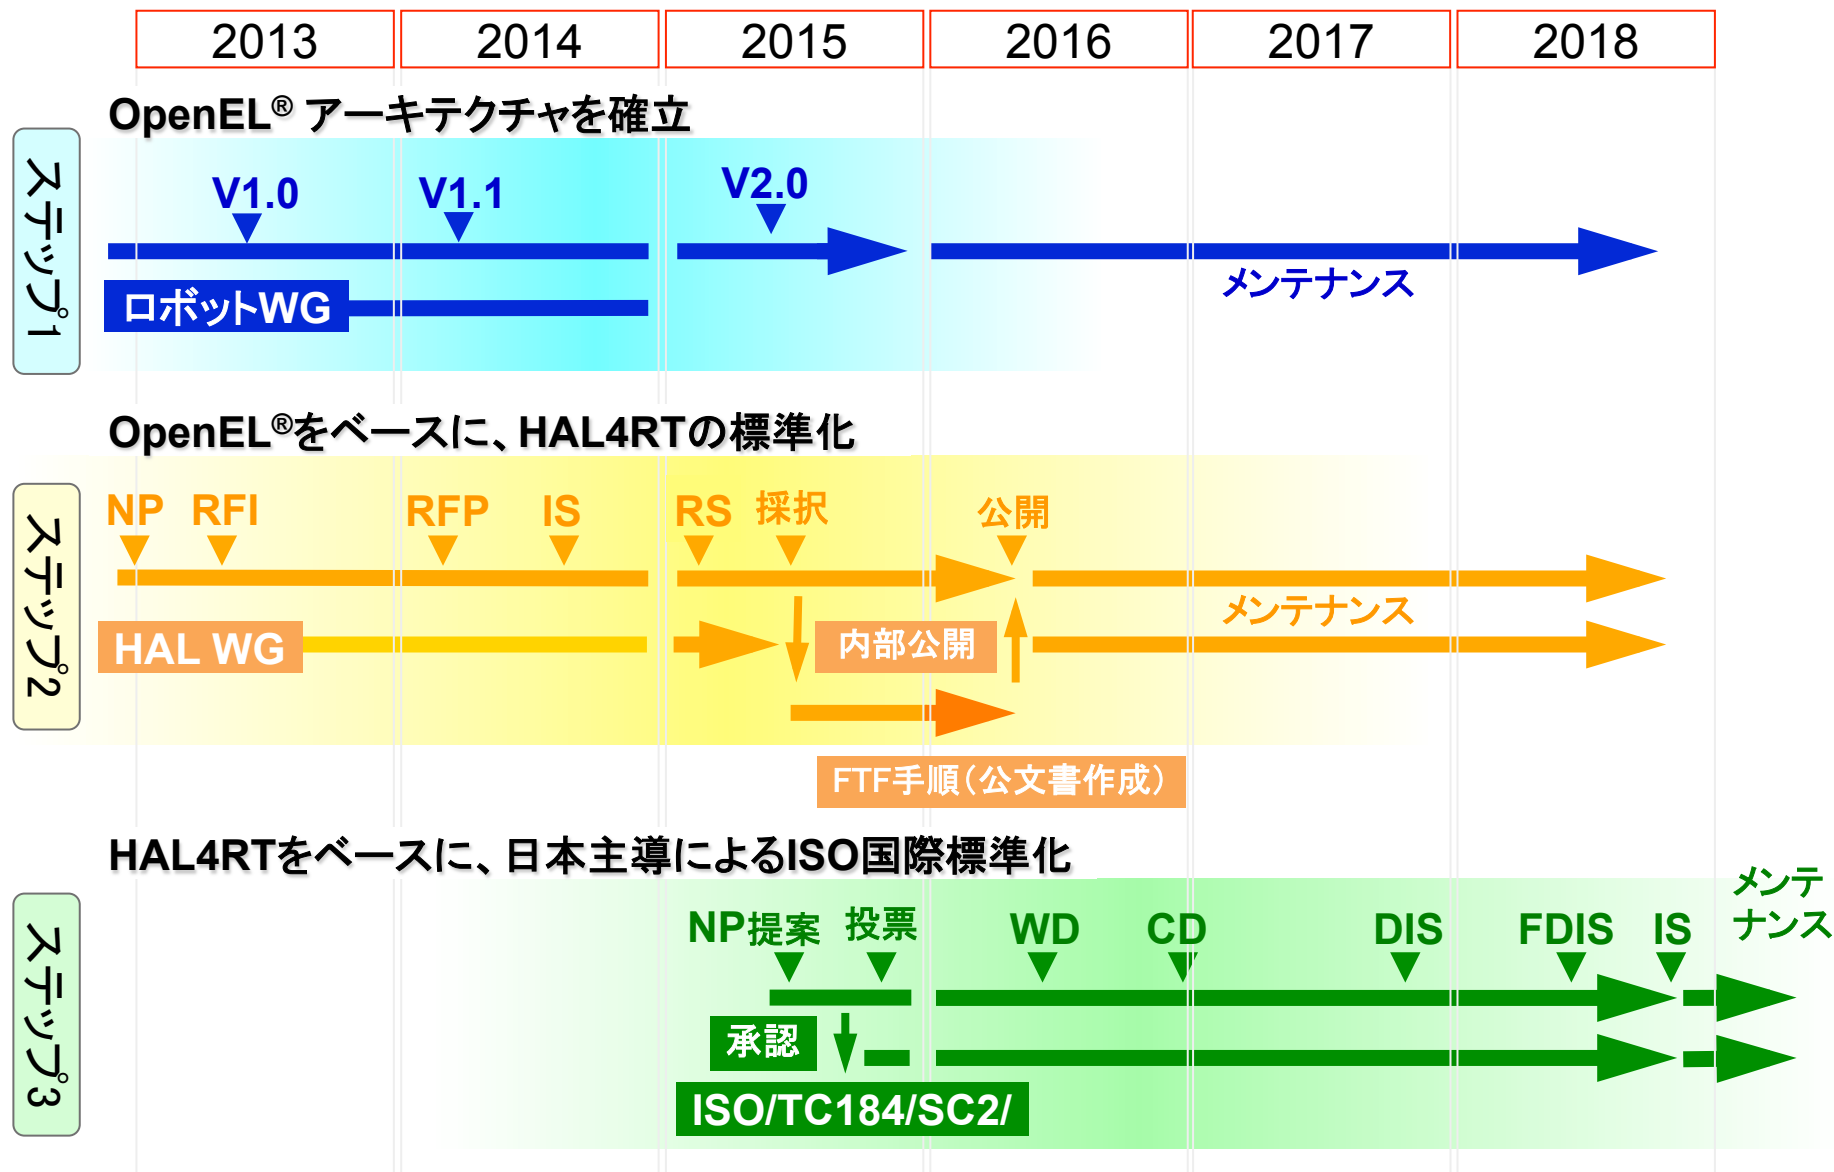 2013 2014 2015 2016 2017 2018
OpenEL® アーキテクチャを確立
ステップ1
V1.0 V1.1 V2.0
メンテナンス
ロボットWG
OpenEL®をベースに、HAL4RTの標準化
ステップ2
NP RFI RFP IS RS 採択 公開
メンテナンス
HAL WG
内部公開
FTF手順（公文書作成）
HAL4RTをベースに、日本主導によるISO国際標準化
ステップ3
NP提案 投票 WD CD DIS FDIS IS
メンテ
ナンス
承認
ISO/TC184/SC2/